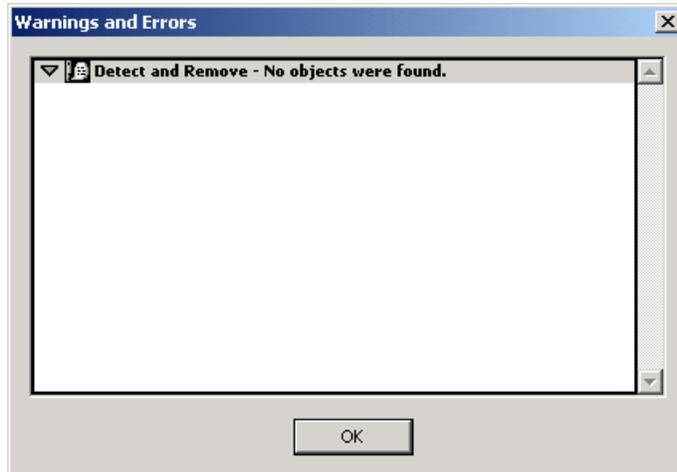 Warnings and Errors
Detect and Remove - No objects were found.
OK